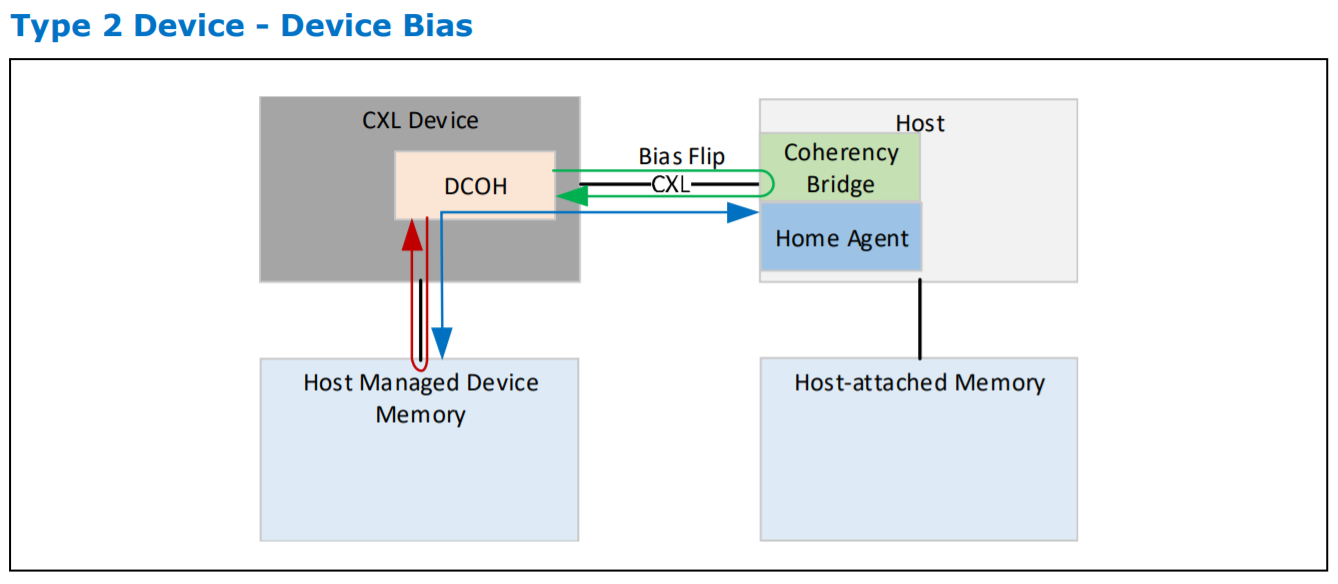 Type 2 Device - Device Bias
CXL Device
Host
DCOH
Bias Flip
CXL
Coherency
Bridge
Home Agent
Host Managed Device
Memory
Host-attached Memory